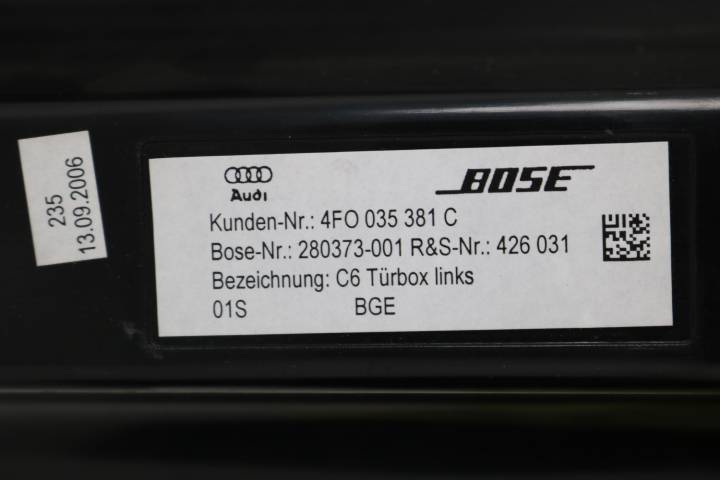 235
13.09.2006
Audi BOSE
Kunden-Nr.: 4FO 035 381 C
Bose-Nr.: 280373-001 R&S-Nr.: 426 031
Bezeichnung: C6 Türbox links
01S BGE